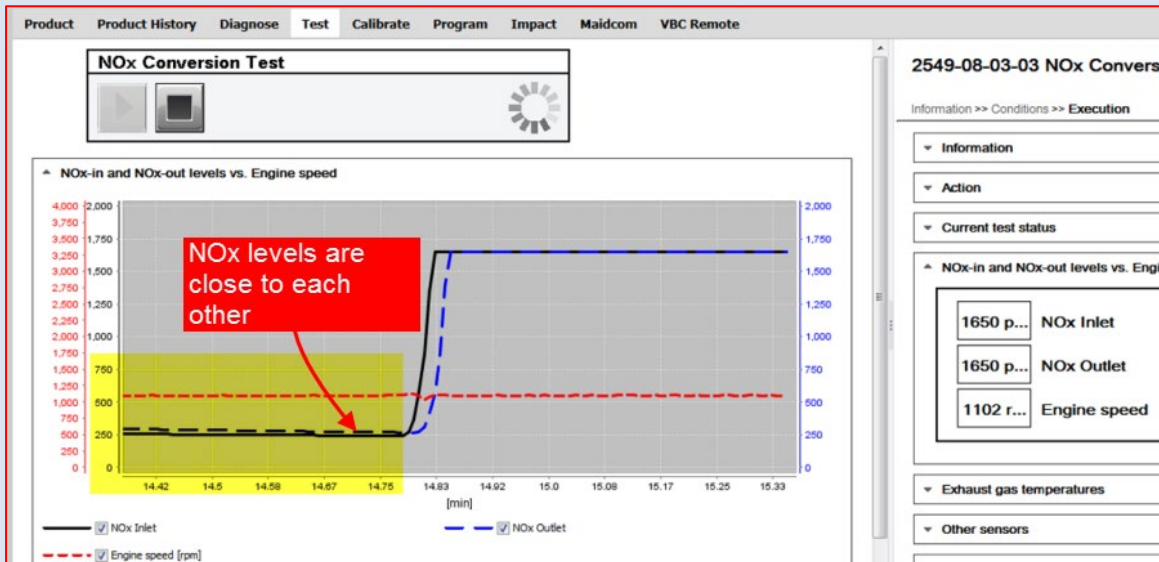 Product Product History Diagnose Test Calibrate Program Impact Maidcom VBC Remote
NOx Conversion Test
NOx-in and NOx-out levels vs. Engine speed
4,000 2,000 2,000
3,750
3,500 1,750 1,750
3,250
3,000 1,500 1,500
2,750
2,500 1,250 1,250
2,250
2,000 1,000 1,000
1,750
1,500 750 750
1,250
1,000 500 500
750
500 250 250
250
0 0 0
NOx levels are
close to each
other
14.42 14.5 14.58 14.67 14.75 14.83 14.92 15.0 15.08 15.17 15.25 15.33
[min]
NOx Inlet NOx Outlet
Engine speed [rpm]
2549-08-03-03 NOx Convers
Information >> Conditions >> Execution
Information
Action
Current test status
NOx-in and NOx-out levels vs. Engi
1650 p... NOx Inlet
1650 p... NOx Outlet
1102 r... Engine speed
Exhaust gas temperatures
Other sensors